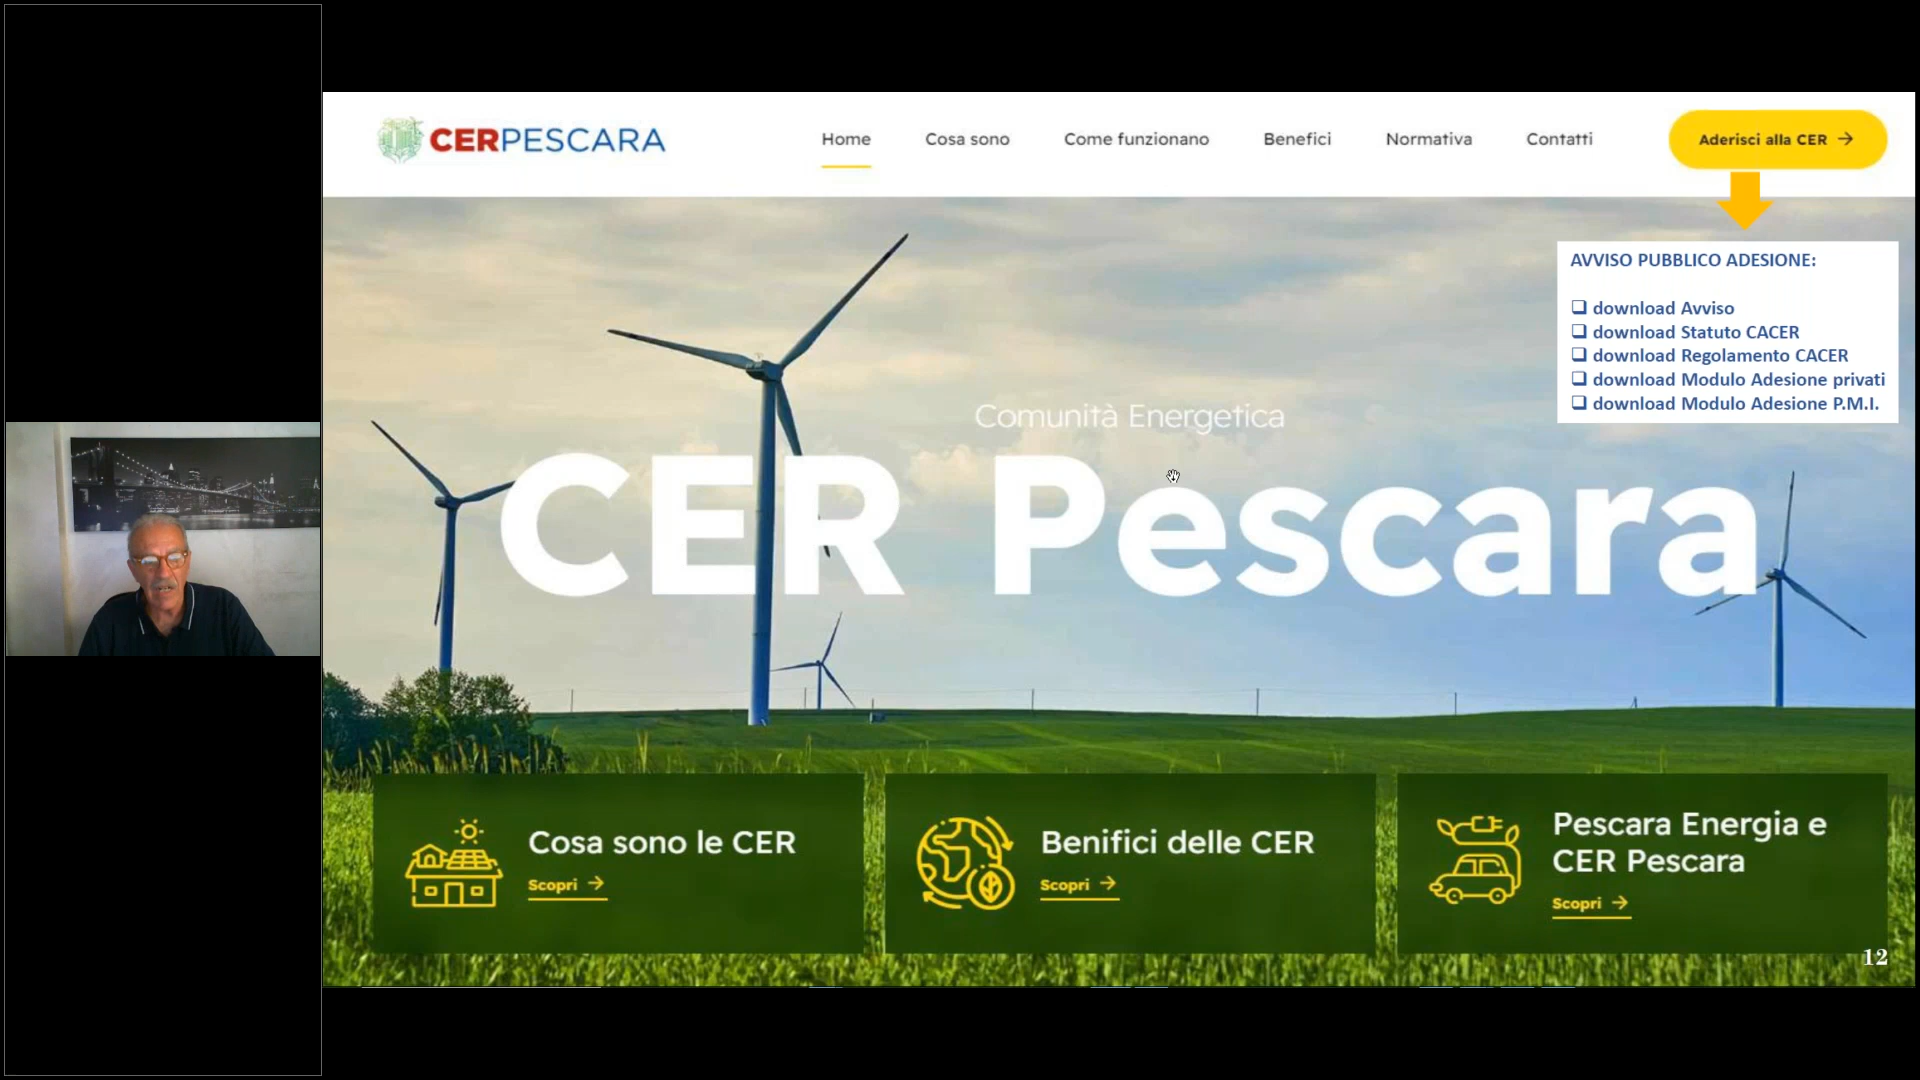 CERPESCARA
Home
Cosa sono
Come funzionano
Benefici
Normativa
Contatti
Aderisci alla CER →
AVVISO PUBBLICO ADESIONE:
❑ download Avviso
❑ download Statuto CACER
❑ download Regolamento CACER
❑ download Modulo Adesione privati
❑ download Modulo Adesione P.M.I.
Comunità Energetica
CER Pescara
Cosa sono le CER
Scopri →
Benifici delle CER
Scopri →
Pescara Energia e
CER Pescara
Scopri →
12